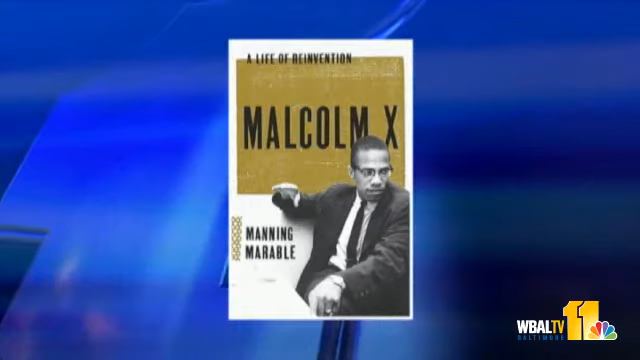 A LIFE OF REINVENTION
MALCOLM X
MANNING
MARABLE
WBALTV 11
BALTIMORE